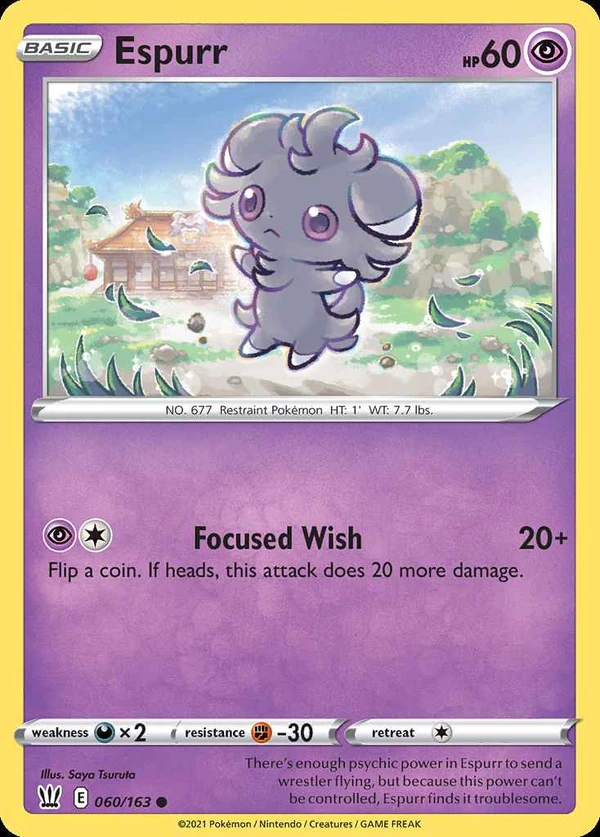 BASIC Espurr HP60
NO. 677 Restraint Pokémon HT: 1' WT: 7.7 lbs.
Focused Wish 20+
Flip a coin. If heads, this attack does 20 more damage.
weakness ×2 resistance -30 retreat
Illus. Saya Tsuruta
There's enough psychic power in Espurr to send a
wrestler flying, but because this power can't
be controlled, Espurr finds it troublesome.
E 060/163
©2021 Pokémon / Nintendo / Creatures / GAME FREAK